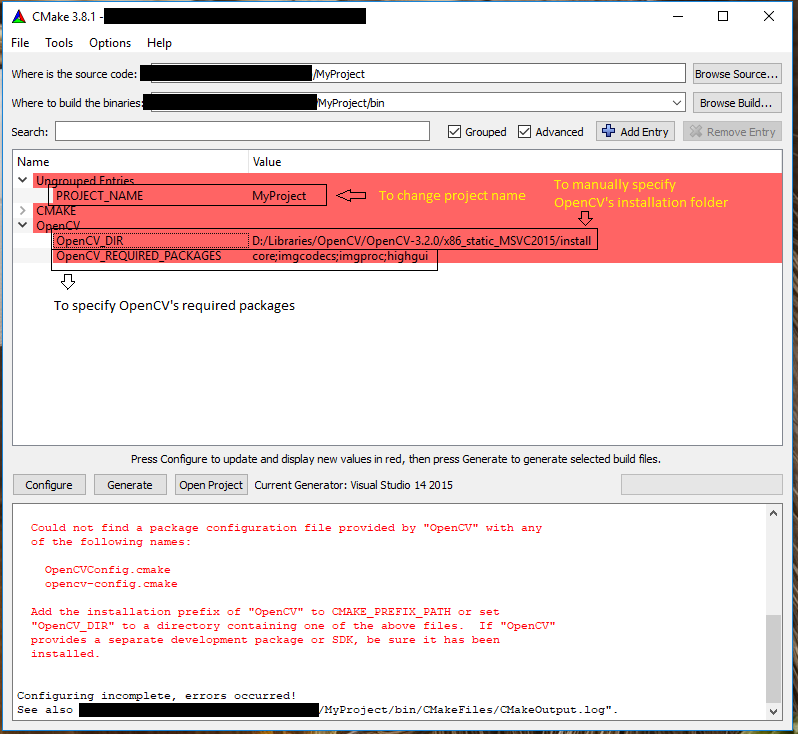 CMake 3.8.1 -
File Tools Options Help
Where is the source code: /MyProject Browse Source...
Where to build the binaries: /MyProject/bin Browse Build...
Search: Grouped Advanced Add Entry Remove Entry
Name Value
Ungrouped Entries
PROJECT_NAME MyProject To change project name
To manually specify
OpenCV's installation folder
CMAKE
OpenCV
OpenCV_DIR D:/Libraries/OpenCV/OpenCV-3.2.0/x86_static_MSVC2015/install
OpenCV_REQUIRED_PACKAGES core;imgcodecs;imgproc;highgui
To specify OpenCV's required packages
Press Configure to update and display new values in red, then press Generate to generate selected build files.
Configure Generate Open Project Current Generator: Visual Studio 14 2015
Could not find a package configuration file provided by "OpenCV" with any
of the following names:
OpenCVConfig.cmake
opencv-config.cmake
Add the installation prefix of "OpenCV" to CMAKE_PREFIX_PATH or set
"OpenCV_DIR" to a directory containing one of the above files. If "OpenCV"
provides a separate development package or SDK, be sure it has been
installed.
Configuring incomplete, errors occurred!
See also /MyProject/bin/CMakeFiles/CMakeOutput.log".